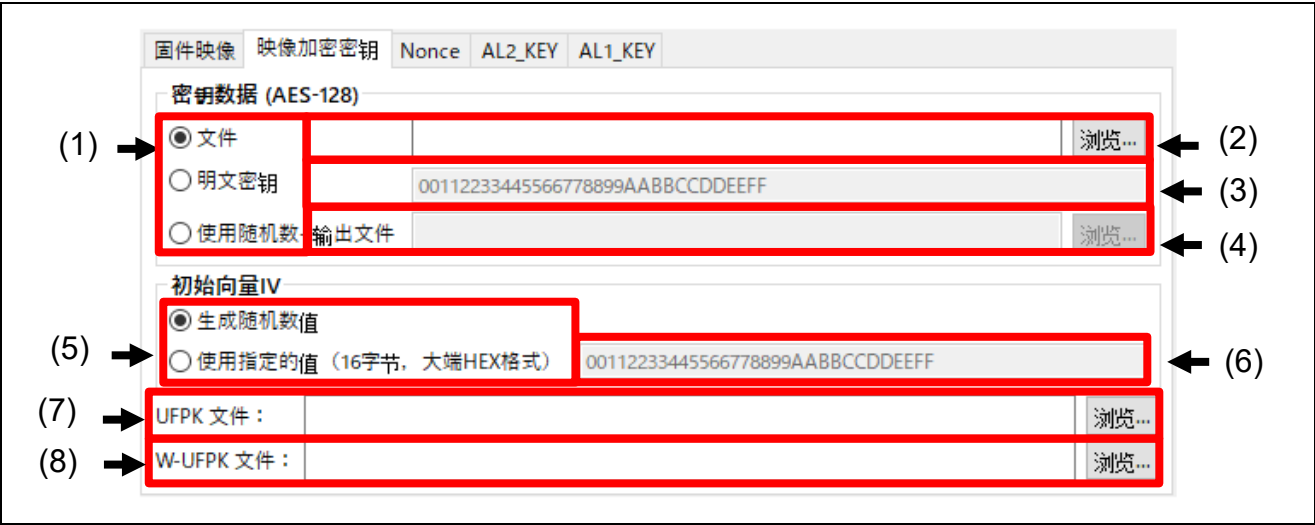 固件映像 映像加密密钥 Nonce AL2_KEY AL1_KEY
密钥数据 (AES-128)
(1) 文件 浏览... (2)
明文密钥 00112233445566778899AABBCCDDEEFF (3)
使用随机数 输出文件 浏览... (4)
初始向量IV
生成随机数值
(5) 使用指定的值（16字节，大端HEX格式） 00112233445566778899AABBCCDDEEFF (6)
(7) UFPK 文件： 浏览...
(8) W-UFPK 文件： 浏览...